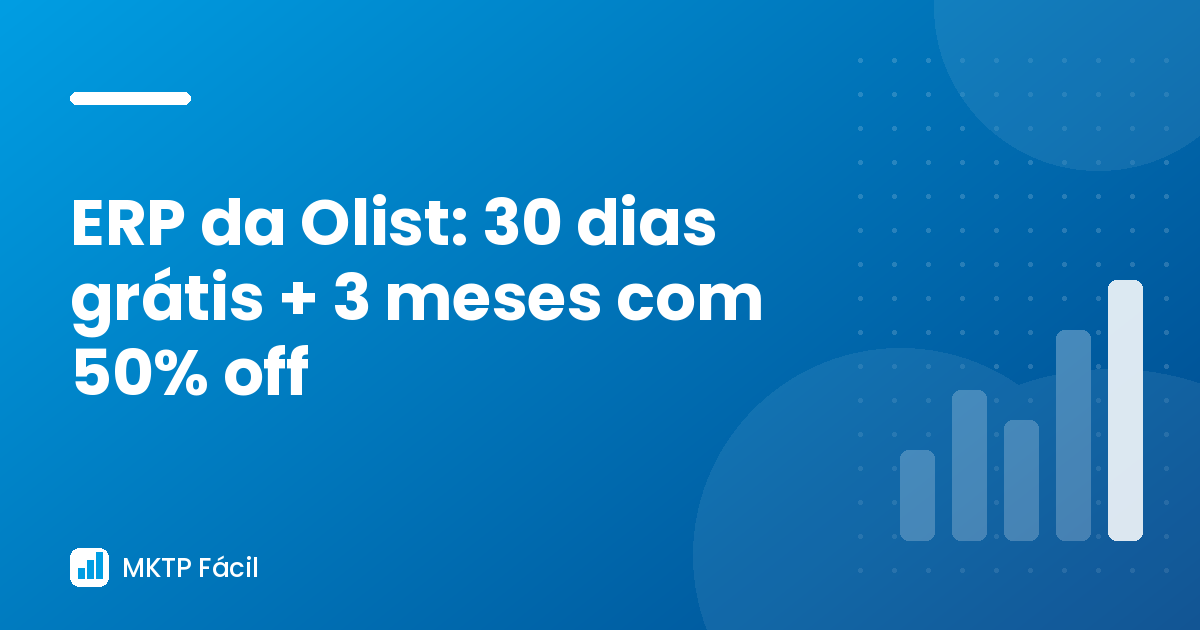 ERP da Olist: 30 dias
grátis + 3 meses com
50% off
MKTP Fácil